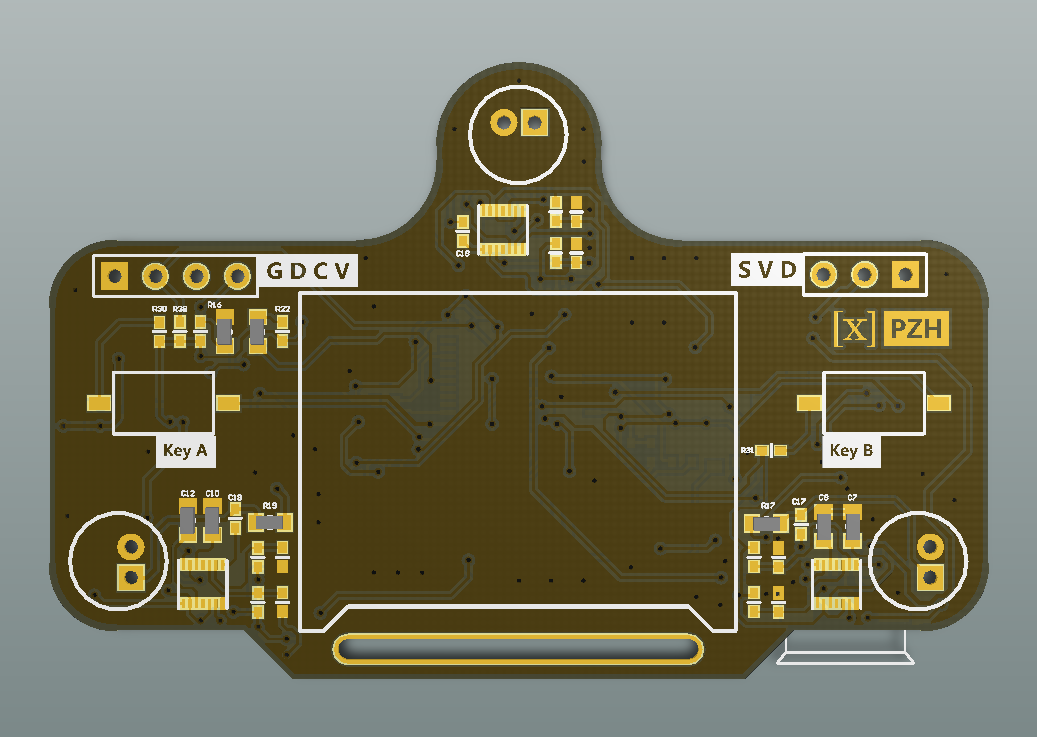 C18
G D C V
S V D
R30 R28 R16 R22
[X] PZH
Key A
Key B
R31
C12 C10 C19 R19
R17 C17 C8 C7